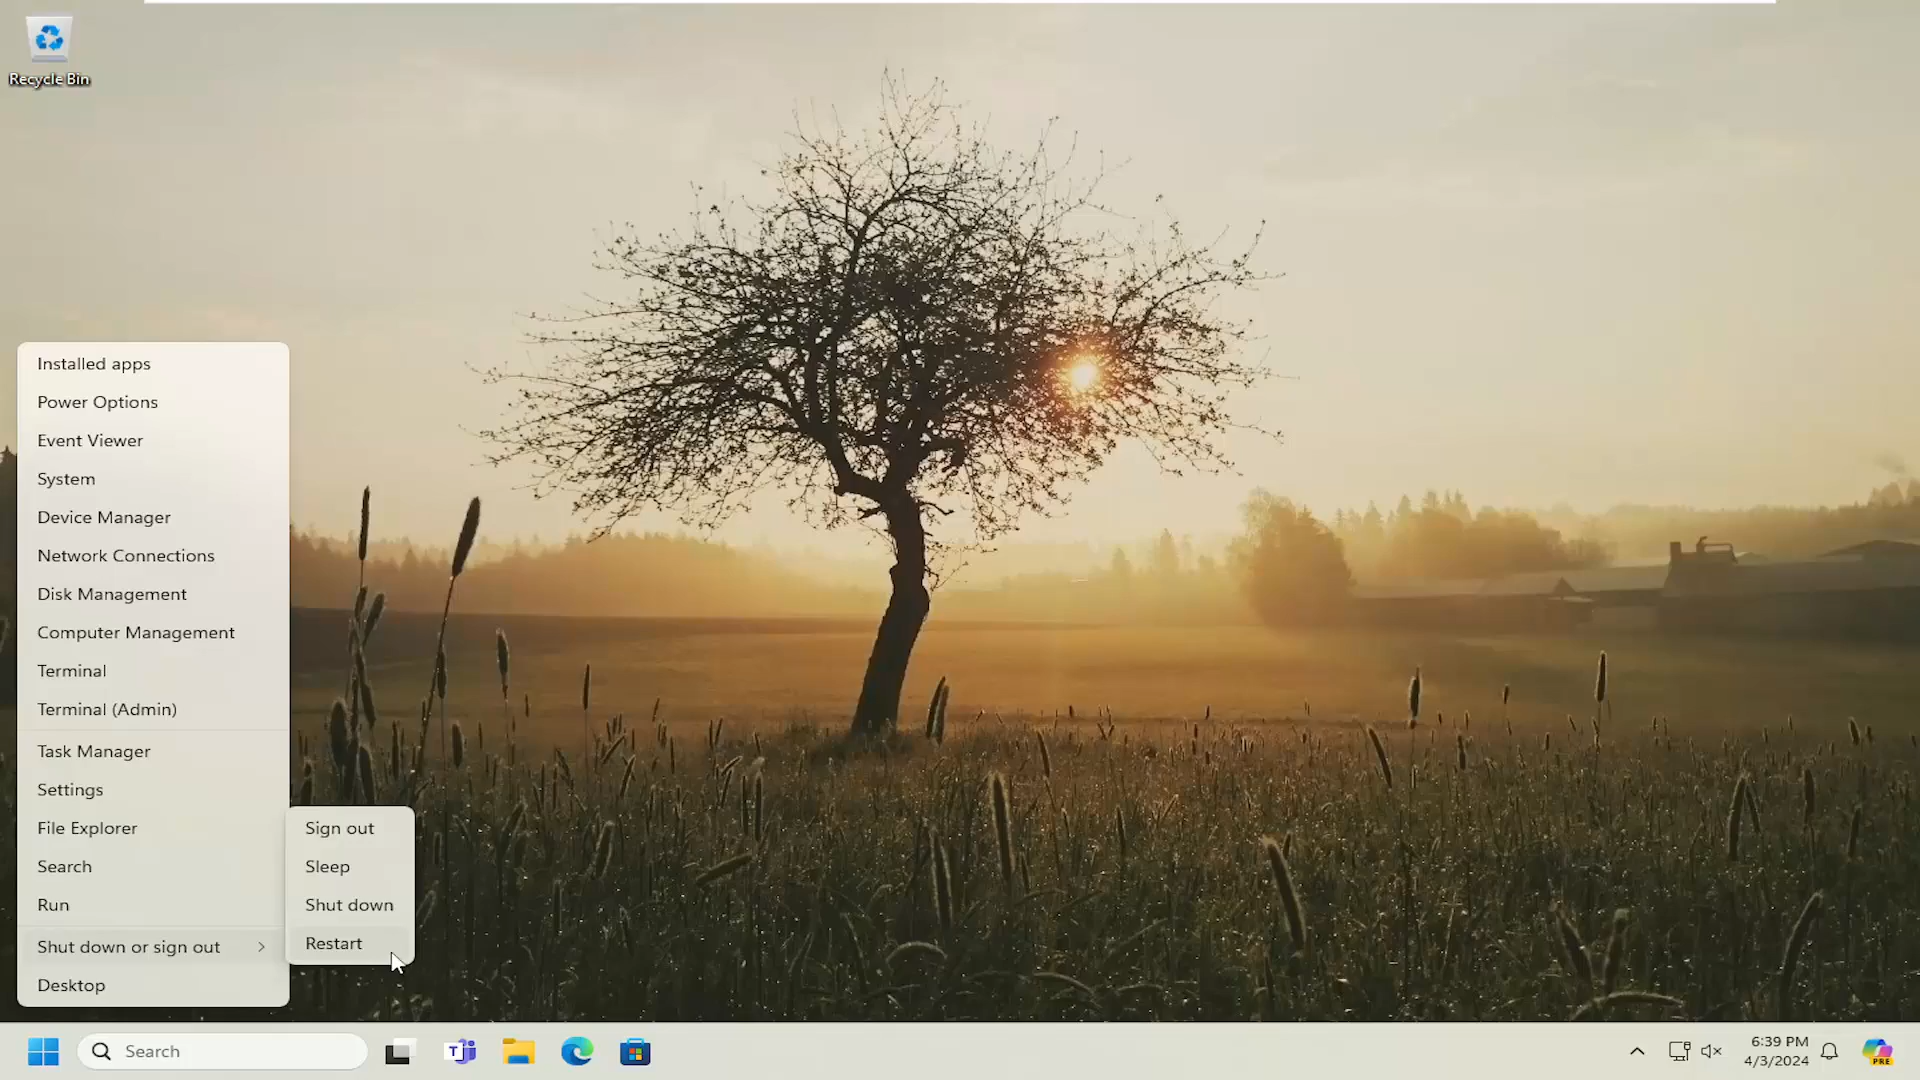 Recycle Bin
Installed apps
Power Options
Event Viewer
System
Device Manager
Network Connections
Disk Management
Computer Management
Terminal
Terminal (Admin)
Task Manager
Settings
File Explorer
Search
Run
Shut down or sign out
Desktop
Sign out
Sleep
Shut down
Restart
Search
T
6:39 PM
4/3/2024
PRE